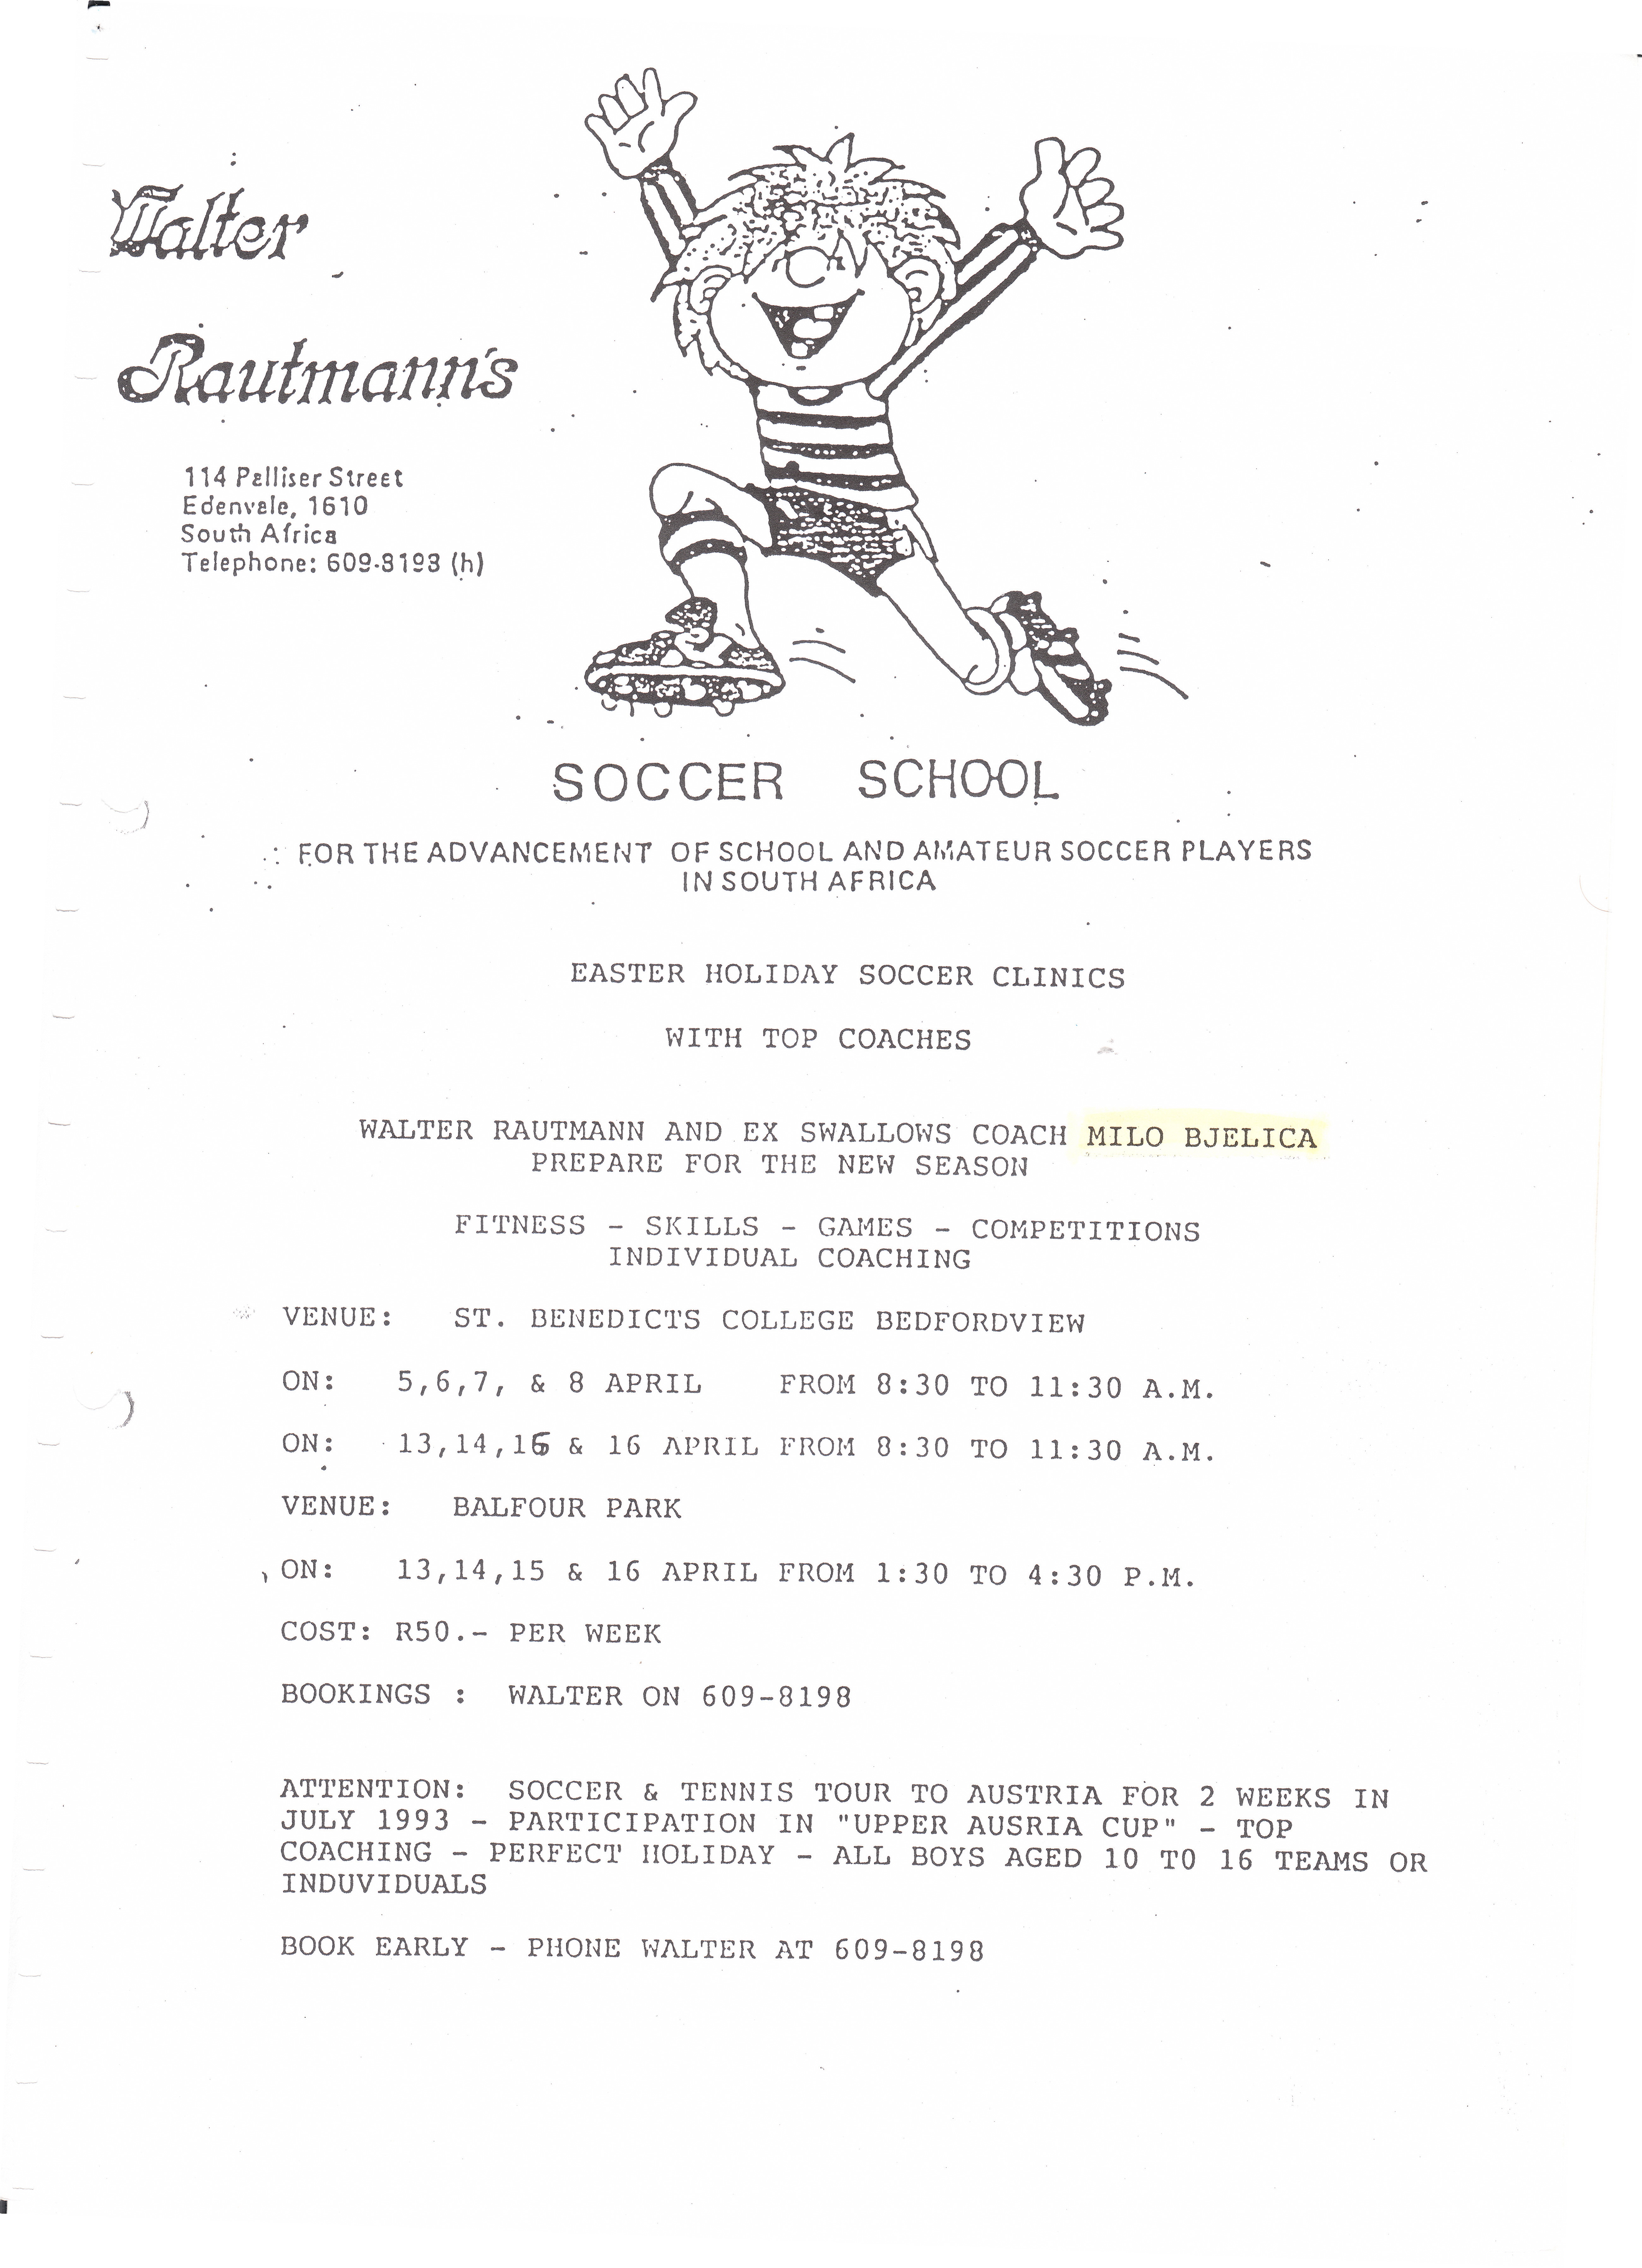 Walter
Rautmann's
114 Palliser Street
Edenvale, 1610
South Africa
Telephone: 609-8198 (h)
SOCCER SCHOOL
FOR THE ADVANCEMENT OF SCHOOL AND AMATEUR SOCCER PLAYERS
IN SOUTH AFRICA
EASTER HOLIDAY SOCCER CLINICS
WITH TOP COACHES
WALTER RAUTMANN AND EX SWALLOWS COACH MILO BJELICA
PREPARE FOR THE NEW SEASON
FITNESS - SKILLS - GAMES - COMPETITIONS
INDIVIDUAL COACHING
VENUE: ST. BENEDICTS COLLEGE BEDFORDVIEW
ON: 5,6,7, & 8 APRIL FROM 8:30 TO 11:30 A.M.
ON: 13,14,15 & 16 APRIL FROM 8:30 TO 11:30 A.M.
VENUE: BALFOUR PARK
ON: 13,14,15 & 16 APRIL FROM 1:30 TO 4:30 P.M.
COST: R50.- PER WEEK
BOOKINGS : WALTER ON 609-8198
ATTENTION: SOCCER & TENNIS TOUR TO AUSTRIA FOR 2 WEEKS IN
JULY 1993 - PARTICIPATION IN "UPPER AUSRIA CUP" - TOP
COACHING - PERFECT HOLIDAY - ALL BOYS AGED 10 TO 16 TEAMS OR
INDUVIDUALS
BOOK EARLY - PHONE WALTER AT 609-8198